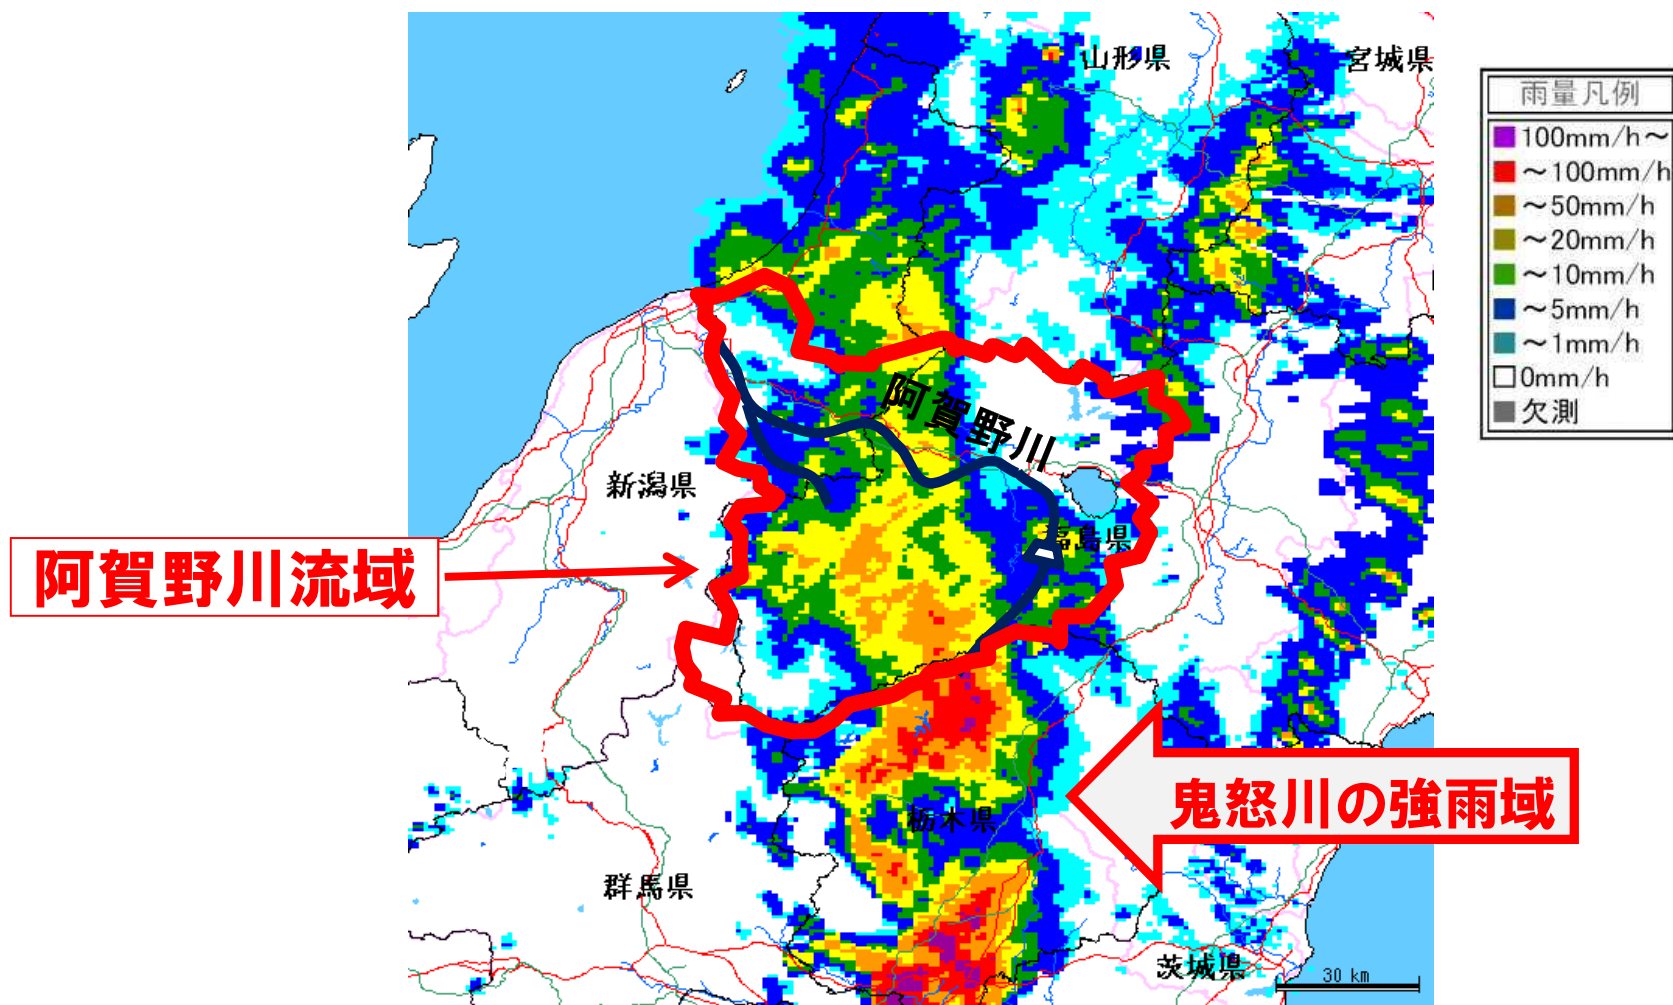 山形県
宮城県
雨量凡例
100mm/h～
～100mm/h
～50mm/h
～20mm/h
～10mm/h
～5mm/h
～1mm/h
0mm/h
欠測
阿賀野川
新潟県
福島県
阿賀野川流域
鬼怒川の強雨域
栃木県
群馬県
茨城県
30 km